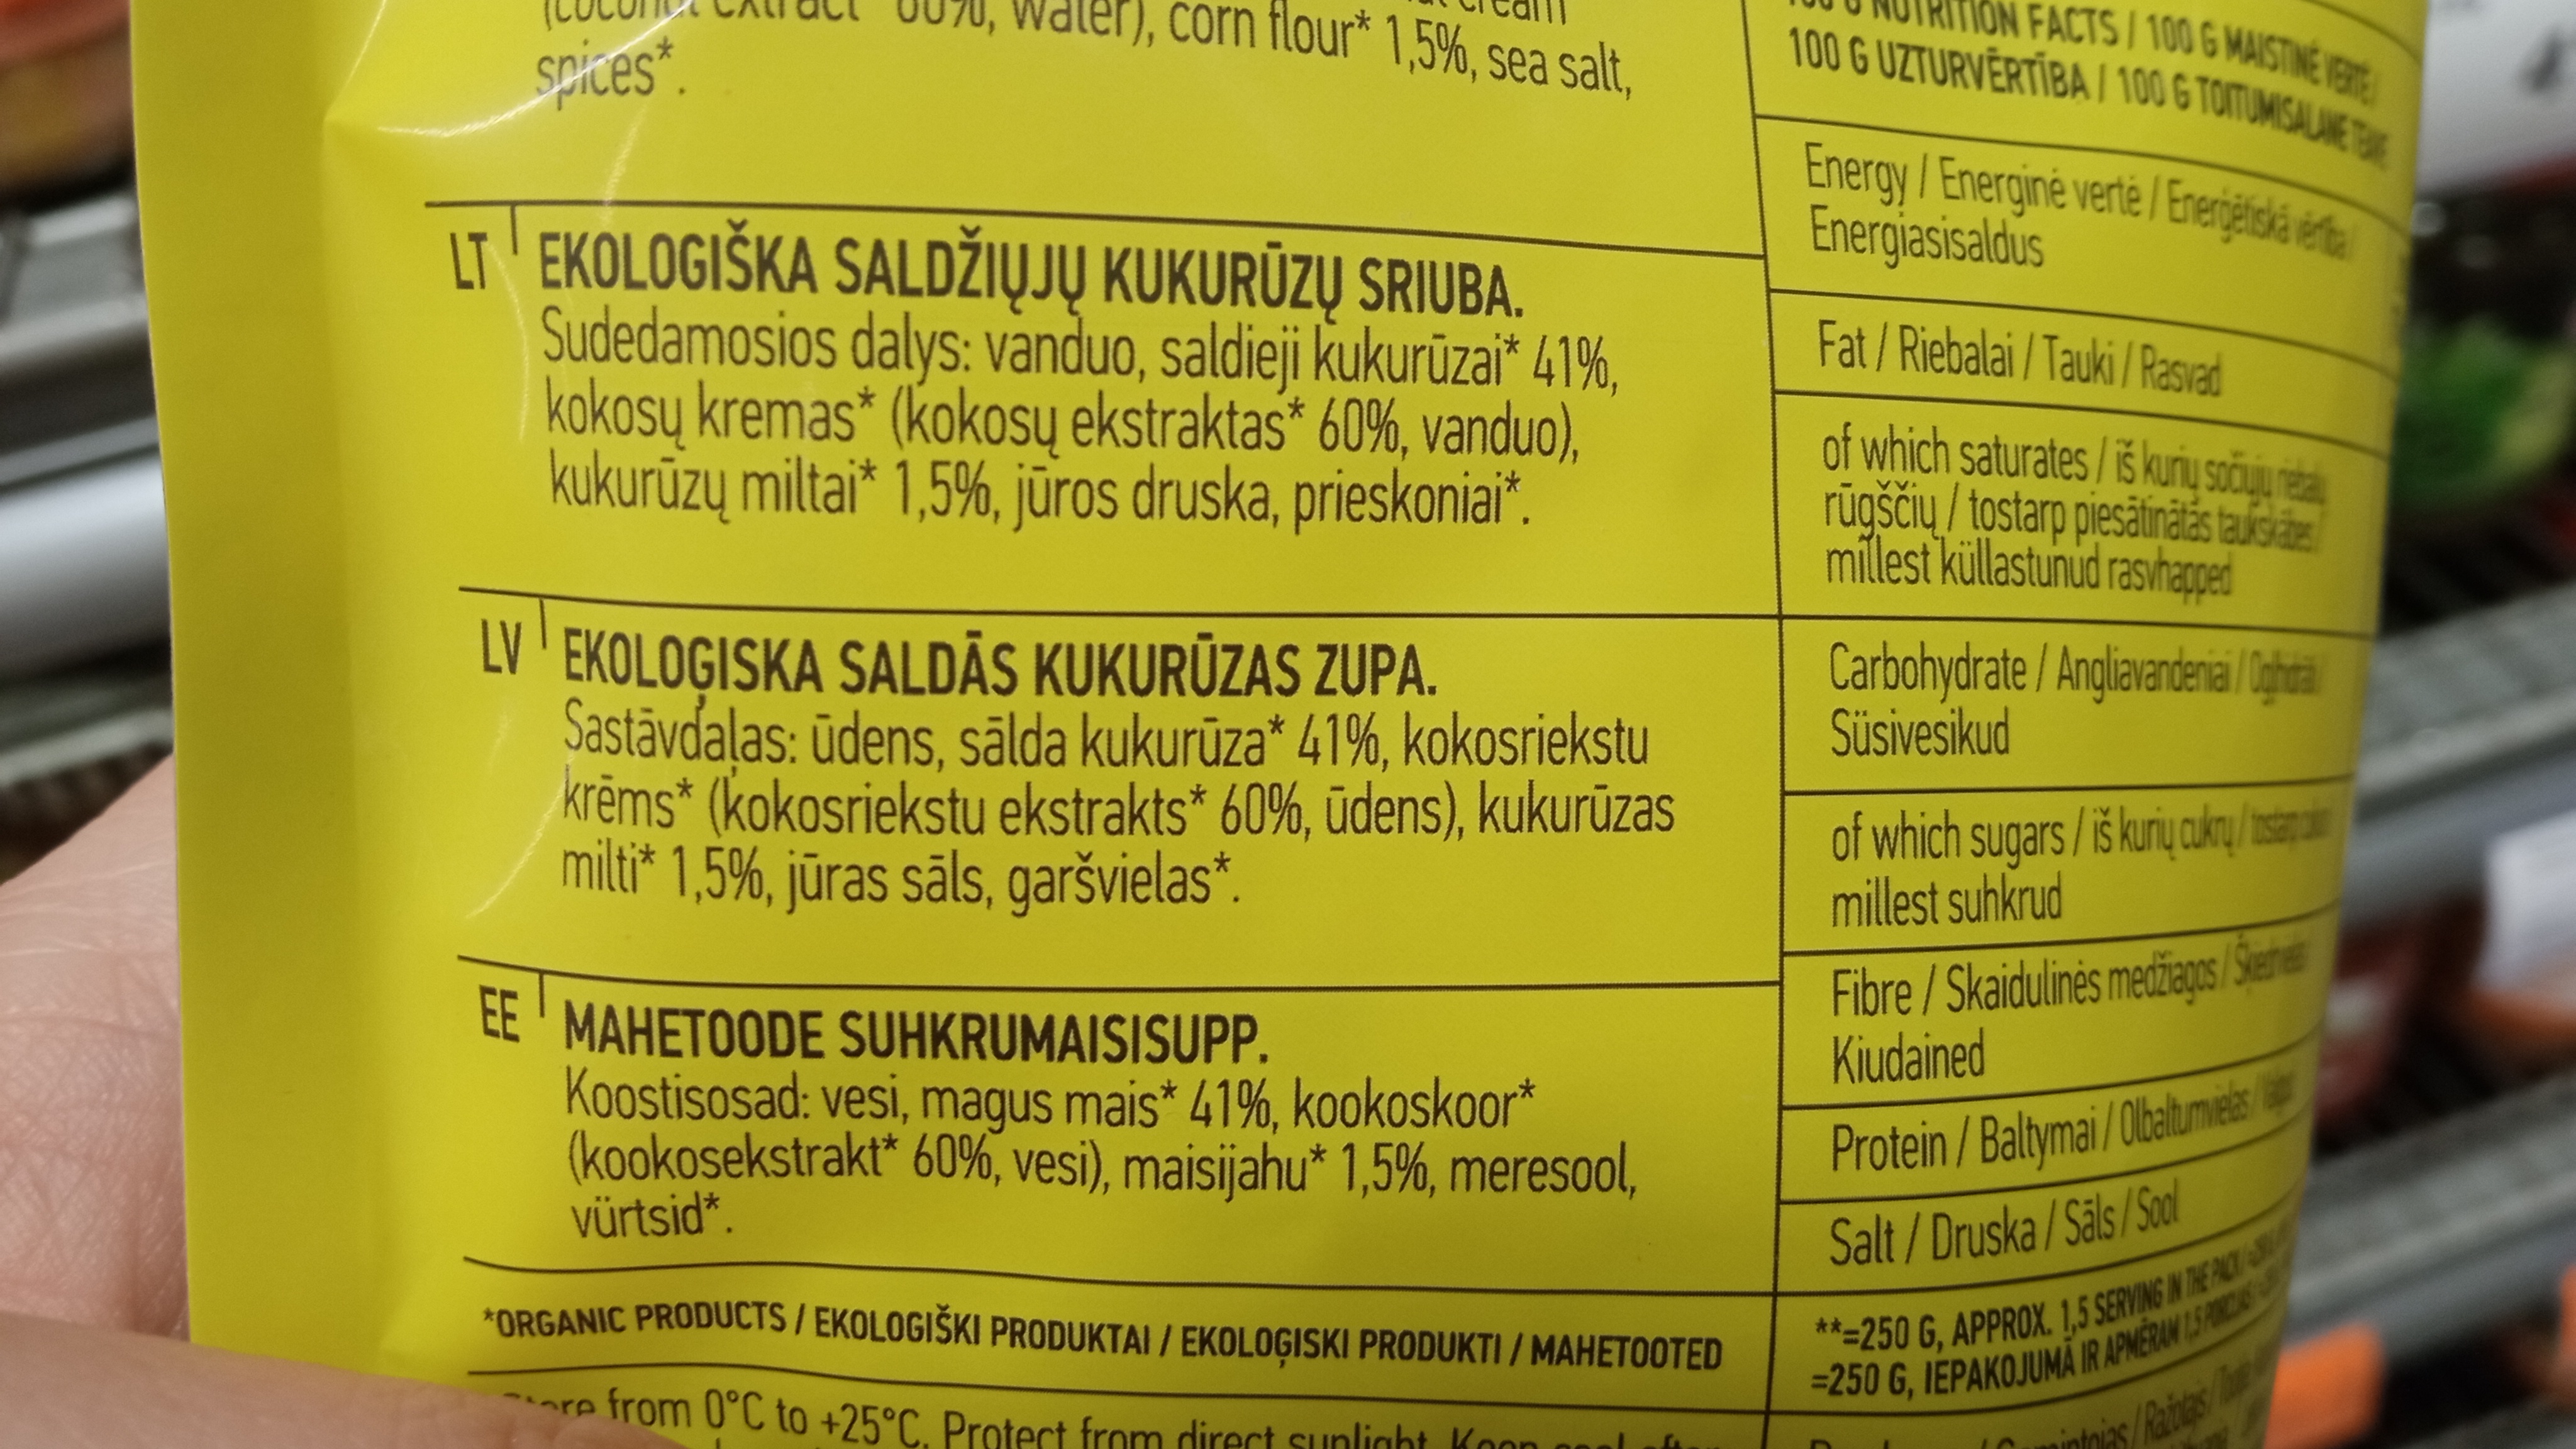 (coconut extract* 60%, water), corn flour* 1,5%, sea salt,
spices*.
LT
EKOLOGIŠKA SALDŽIŲJŲ KUKURŪZŲ SRIUBA.
Sudedamosios dalys: vanduo, saldieji kukurūzai* 41%,
kokosų kremas* (kokosų ekstraktas* 60%, vanduo),
kukurūzų miltai* 1,5%, jūros druska, prieskoniai*.
LV
EKOLOĢISKA SALDĀS KUKURŪZAS ZUPA.
Sastāvdaļas: ūdens, sālda kukurūza* 41%, kokosriekstu
krēms* (kokosriekstu ekstrakts* 60%, ūdens), kukurūzas
milti* 1,5%, jūras sāls, garšvielas*.
EE
MAHETOODE SUHKRUMAISISUPP.
Koostisosad: vesi, magus mais* 41%, kookoskoor*
(kookosekstrakt* 60%, vesi), maisijahu* 1,5%, meresool,
vürtsid*.
*ORGANIC PRODUCTS / EKOLOGIŠKI PRODUKTAI / EKOLOĢISKI PRODUKTI / MAHETOOTED
from 0°C to +25°C. Protect from direct sunlight. Keep
100 G NUTRITION FACTS / 100 G MAISTINĖ VERTĖ /
100 G UZTURVĒRTĪBA / 100 G TOITUMISALANE TEAVE
Energy / Energinė vertė / Enerģētiskā vērtība /
Energiasisaldus
Fat / Riebalai / Tauki / Rasvad
of which saturates / iš kurių sočiųjų riebalų
rūgščių / tostarp piesātinātās taukskābes /
millest küllastunud rasvhapped
Carbohydrate / Angliavandeniai / Ogļhidrāti /
Süsivesikud
of which sugars / iš kurių cukrų / tostarp
millest suhkrud
Fibre / Skaidulinės medžiagos / Šķiedrvielas
Kiudained
Protein / Baltymai / Olbaltumvielas / Valgud
Salt / Druska / Sāls / Sool
**=250 G, APPROX. 1,5 SERVING IN THE PACK /
=250 G, IEPAKOJUMĀ IR APMĒRAM 1,5 PORCIJAS
/ Ražotājs /